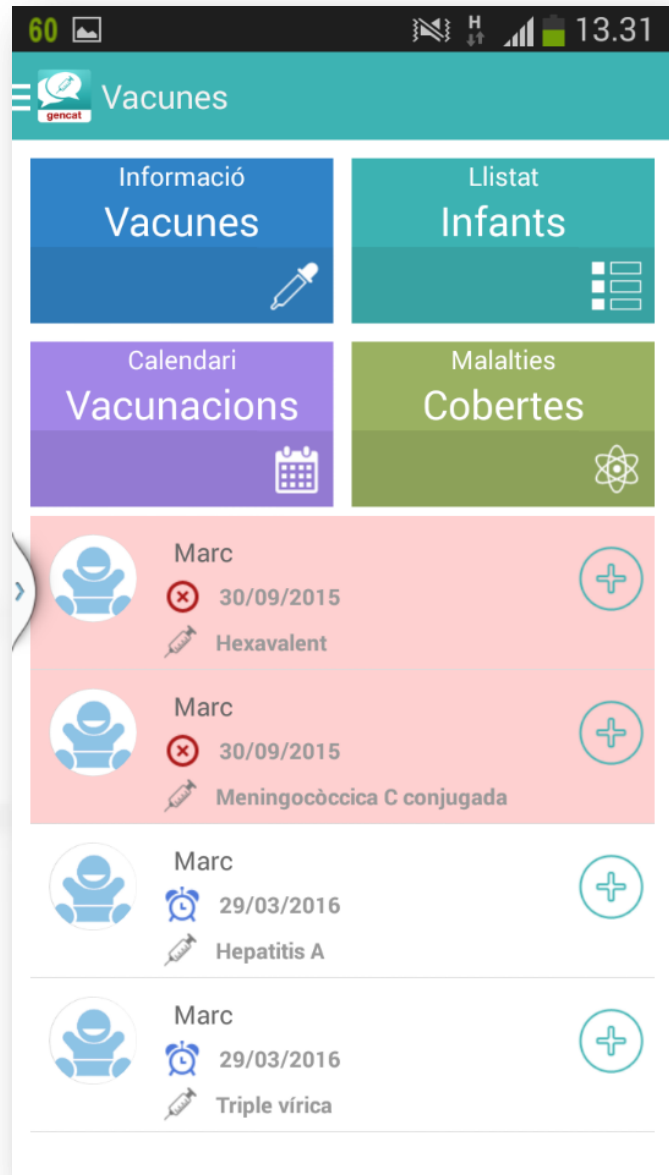 60
H
13.31
gencat
Vacunes
Informació
Vacunes
Llistat
Infants
Calendari
Vacunacions
Malalties
Cobertes
Marc
30/09/2015
Hexavalent
Marc
30/09/2015
Meningocòccica C conjugada
Marc
29/03/2016
Hepatitis A
Marc
29/03/2016
Triple vírica